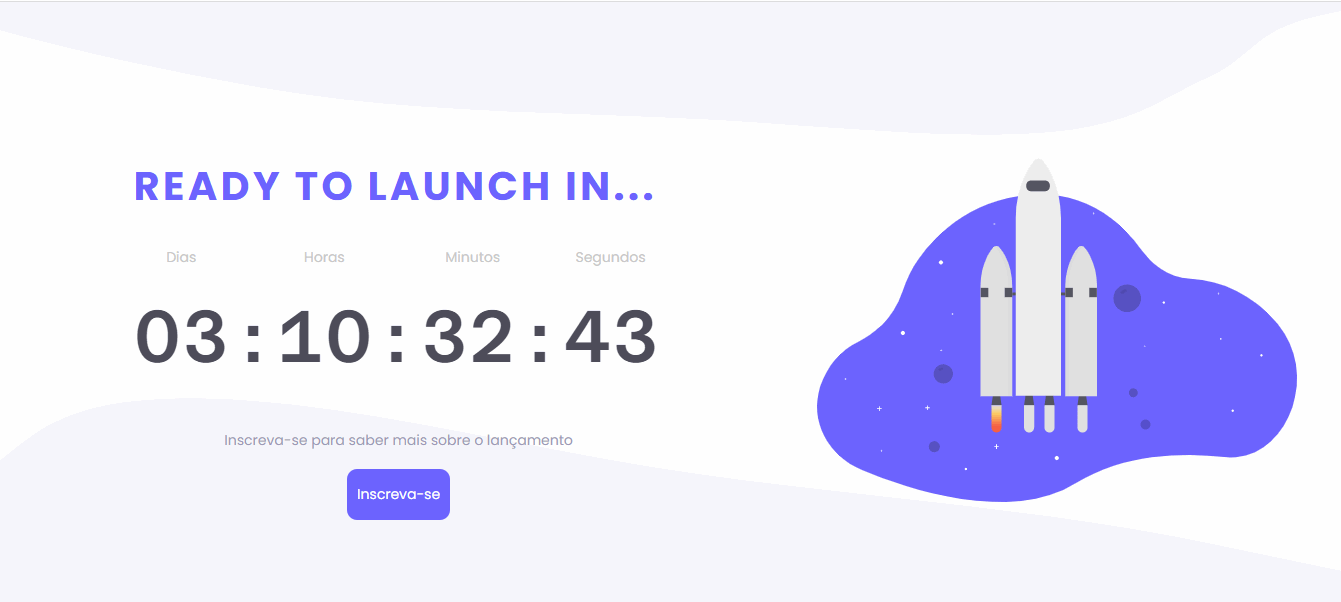 READY TO LAUNCH IN...
Dias Horas Minutos Segundos
03:10:32:43
Inscreva-se para saber mais sobre o lançamento
Inscreva-se